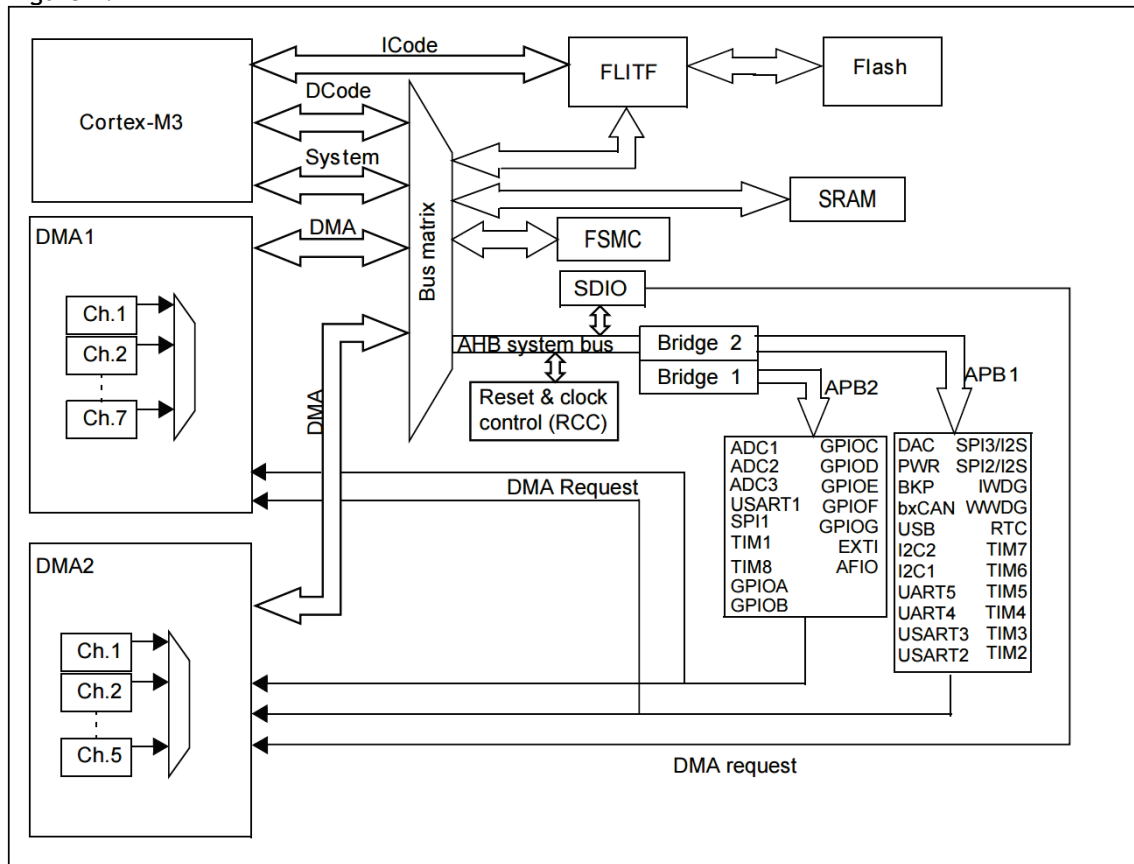 ICode
FLITF
Flash
Cortex-M3
DCode
System
SRAM
DMA1
DMA
Bus matrix
FSMC
SDIO
Ch.1
Ch.2
Ch.7
AHB system bus
Bridge 2
Bridge 1
APB1
APB2
Reset & clock
control (RCC)
DMA
ADC1 GPIOC
ADC2 GPIOD
ADC3 GPIOE
USART1 GPIOF
SPI1 GPIOG
TIM1 EXTI
TIM8 AFIO
GPIOA
GPIOB
DAC SPI3/I2S
PWR SPI2/I2S
BKP IWDG
bxCAN WWDG
USB RTC
I2C2 TIM7
I2C1 TIM6
UART5 TIM5
UART4 TIM4
USART3 TIM3
USART2 TIM2
DMA Request
DMA2
Ch.1
Ch.2
Ch.5
DMA request